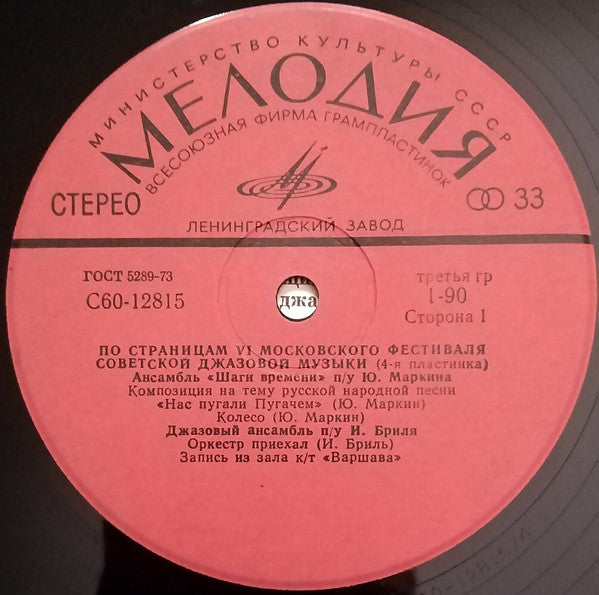 МИНИСТЕРСТВО КУЛЬТУРЫ СССР
МЕЛОДИЯ
ВСЕСОЮЗНАЯ ФИРМА ГРАМПЛАСТИНОК
СТЕРЕО
33
ЛЕНИНГРАДСКИЙ ЗАВОД
ГОСТ 5289-73
третья гр
С60-12815
джа
1-90
Сторона 1
ПО СТРАНИЦАМ VI МОСКОВСКОГО ФЕСТИВАЛЯ
СОВЕТСКОЙ ДЖАЗОВОЙ МУЗЫКИ (4-я пластинка)
Ансамбль «Шаги времени» п/у Ю. Маркина
Композиция на тему русской народной песни
«Нас пугали Пугачем» (Ю. Маркин)
Колесо (Ю. Маркин)
Джазовый ансамбль п/у И. Бриля
Оркестр приехал (И. Бриль)
Запись из зала к/т «Варшава»